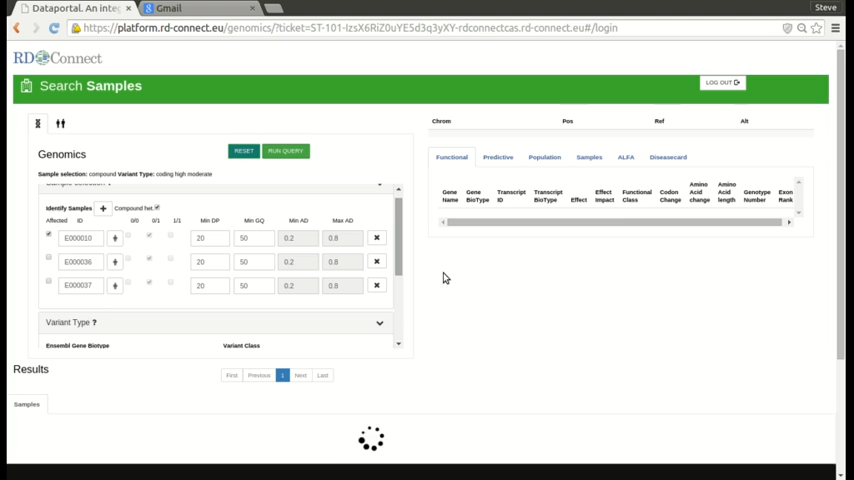 Dataportal. An integ
Gmail
Steve
https://platform.rd-connect.eu/genomics/?ticket=ST-101-IzsX6RiZ0uYE5d3q3yXY-rdconnectcas.rd-connect.eu#/login
RD Connect
Search Samples
LOG OUT
Chrom Pos Ref Alt
Genomics
RESET
RUN QUERY
Functional Predictive Population Samples ALFA Diseasecard
Sample selection: compound Variant Type: coding high moderate
Sample selection ?
Gene Name
Gene BioType
Transcript ID
Transcript BioType
Effect
Effect Impact
Functional Class
Codon Change
Amino Acid change
Amino Acid length
Genotype Number
Exon Rank
Identify Samples + Compound het.
Affected ID 0/0 0/1 1/1 Min DP Min GQ Min AD Max AD
E000010 20 50 0.2 0.8
E000036 20 50 0.2 0.8
E000037 20 50 0.2 0.8
Variant Type ?
Ensembl Gene Biotype Variant Class
Results
First Previous 1 Next Last
Samples